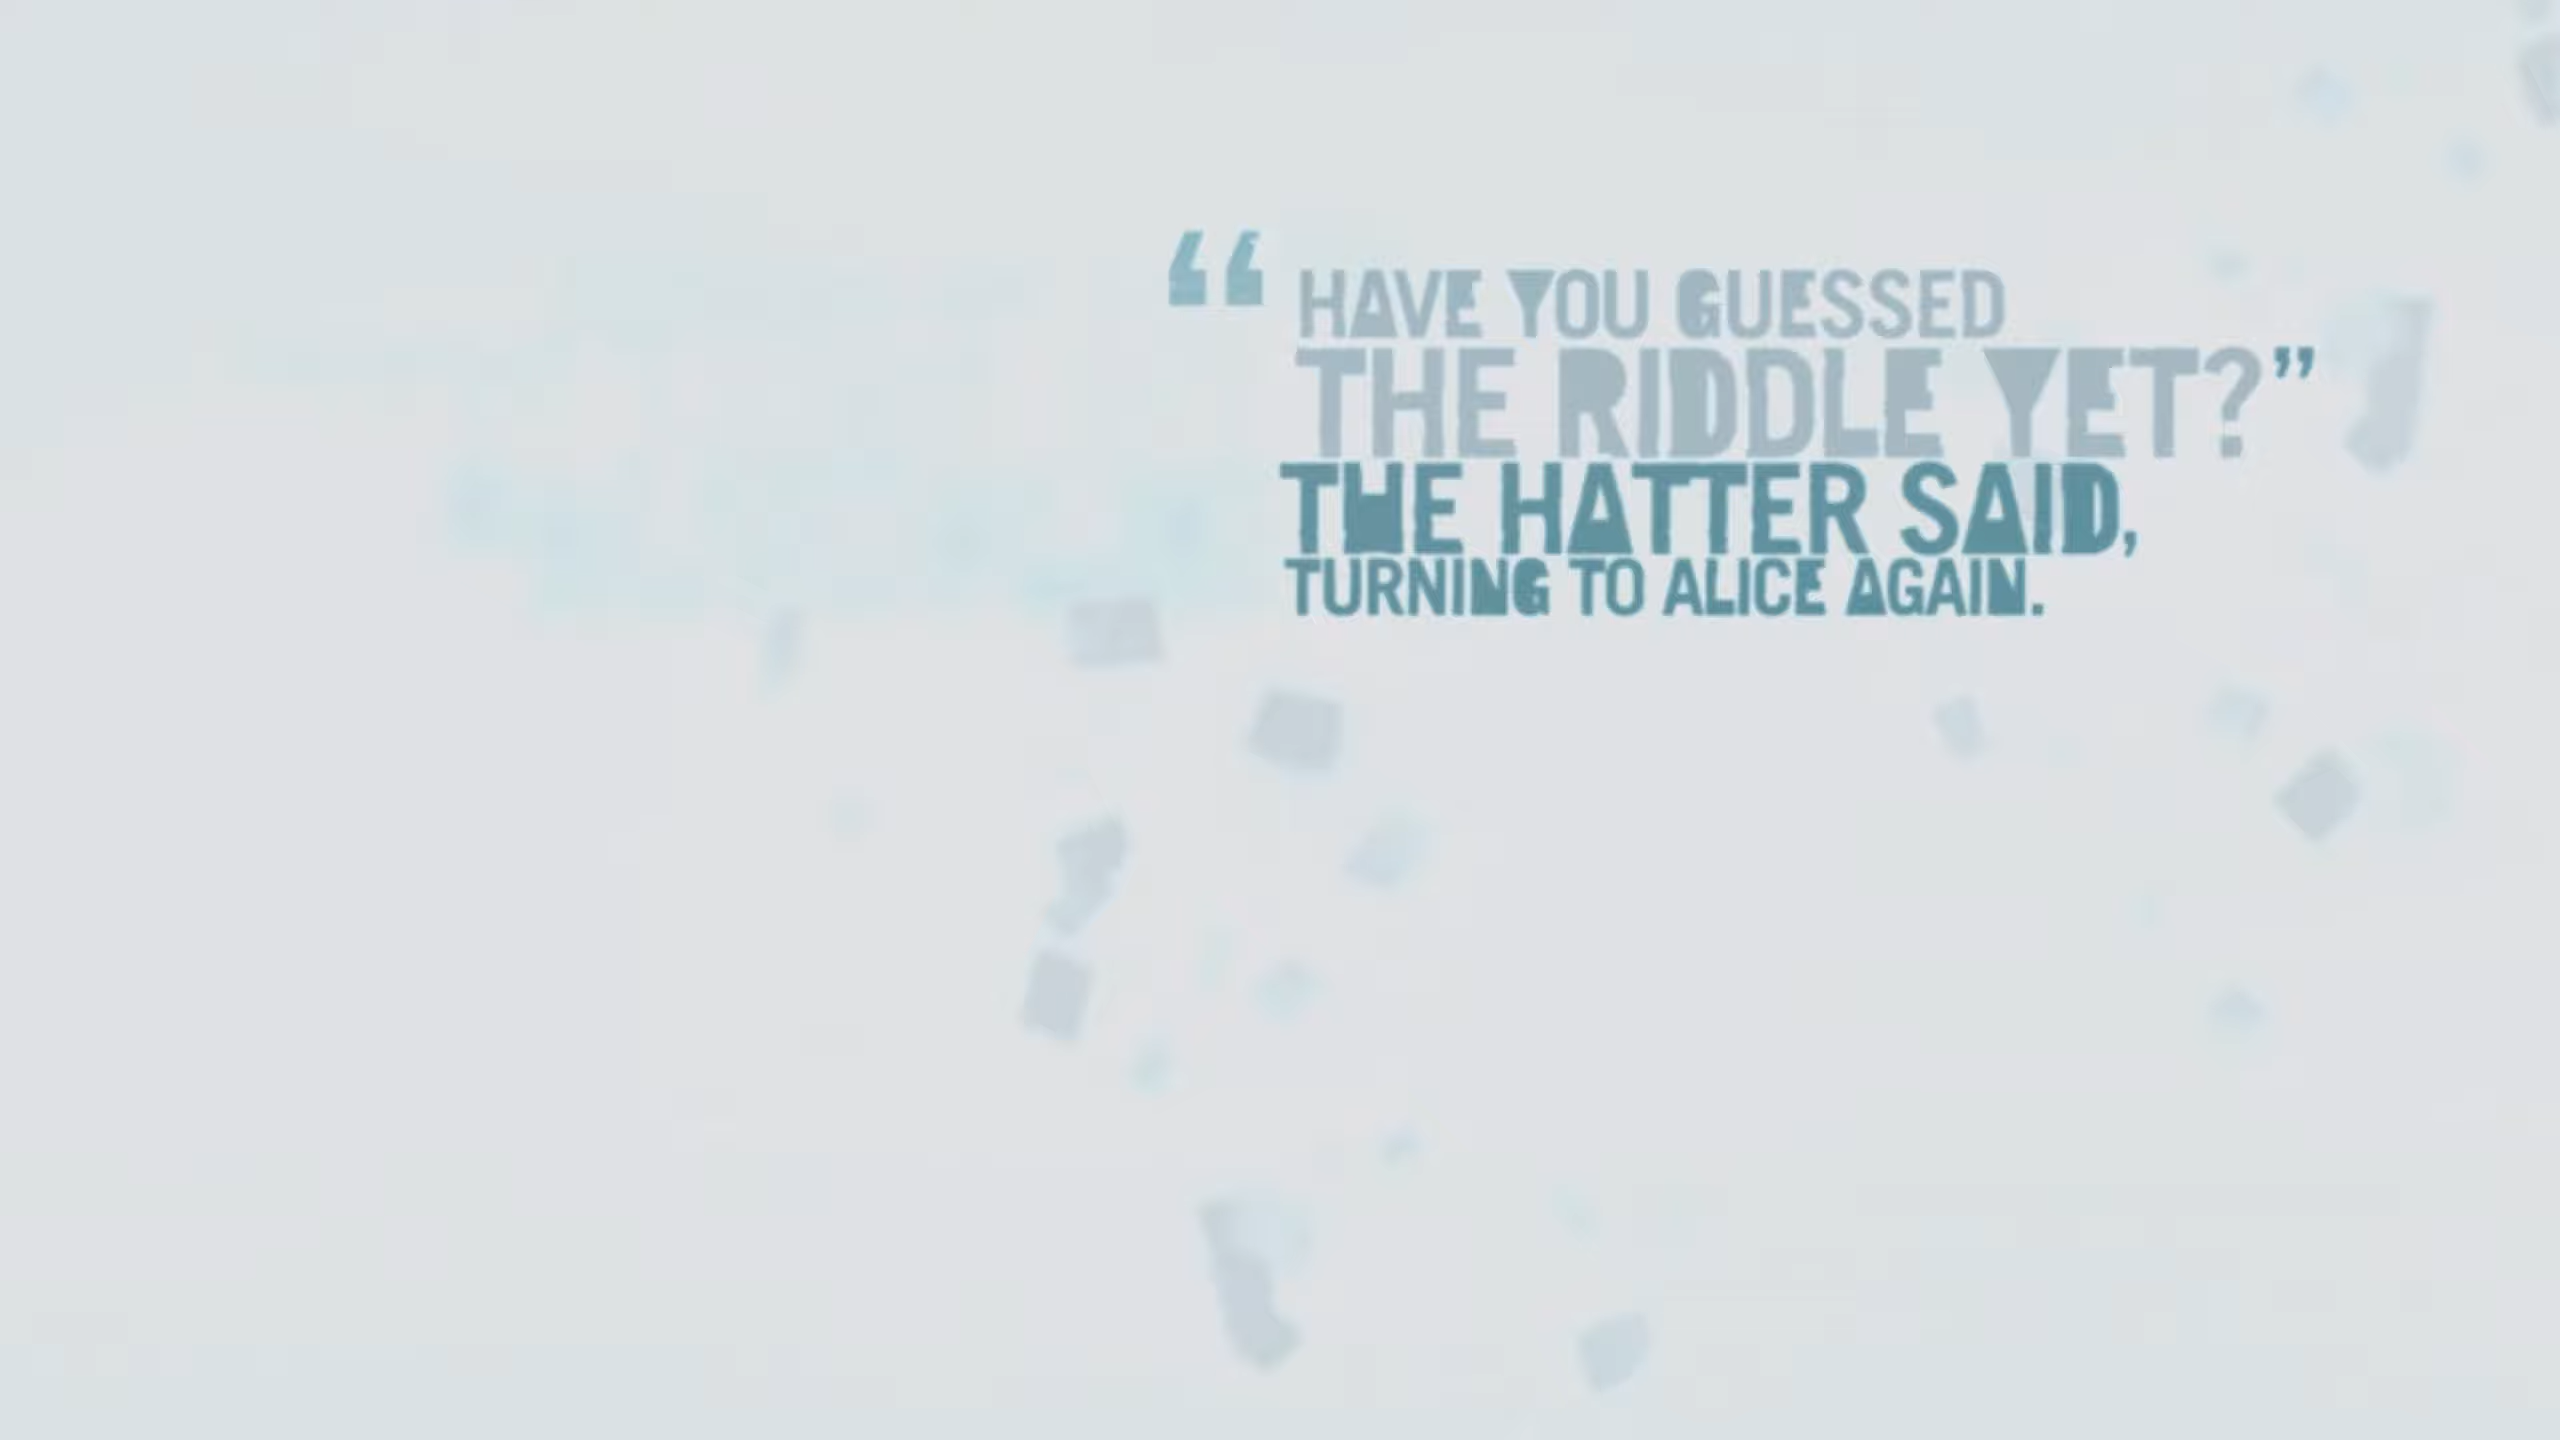 “ HAVE YOU GUESSED
THE RIDDLE YET?”
THE HATTER SAID,
TURNING TO ALICE AGAIN.